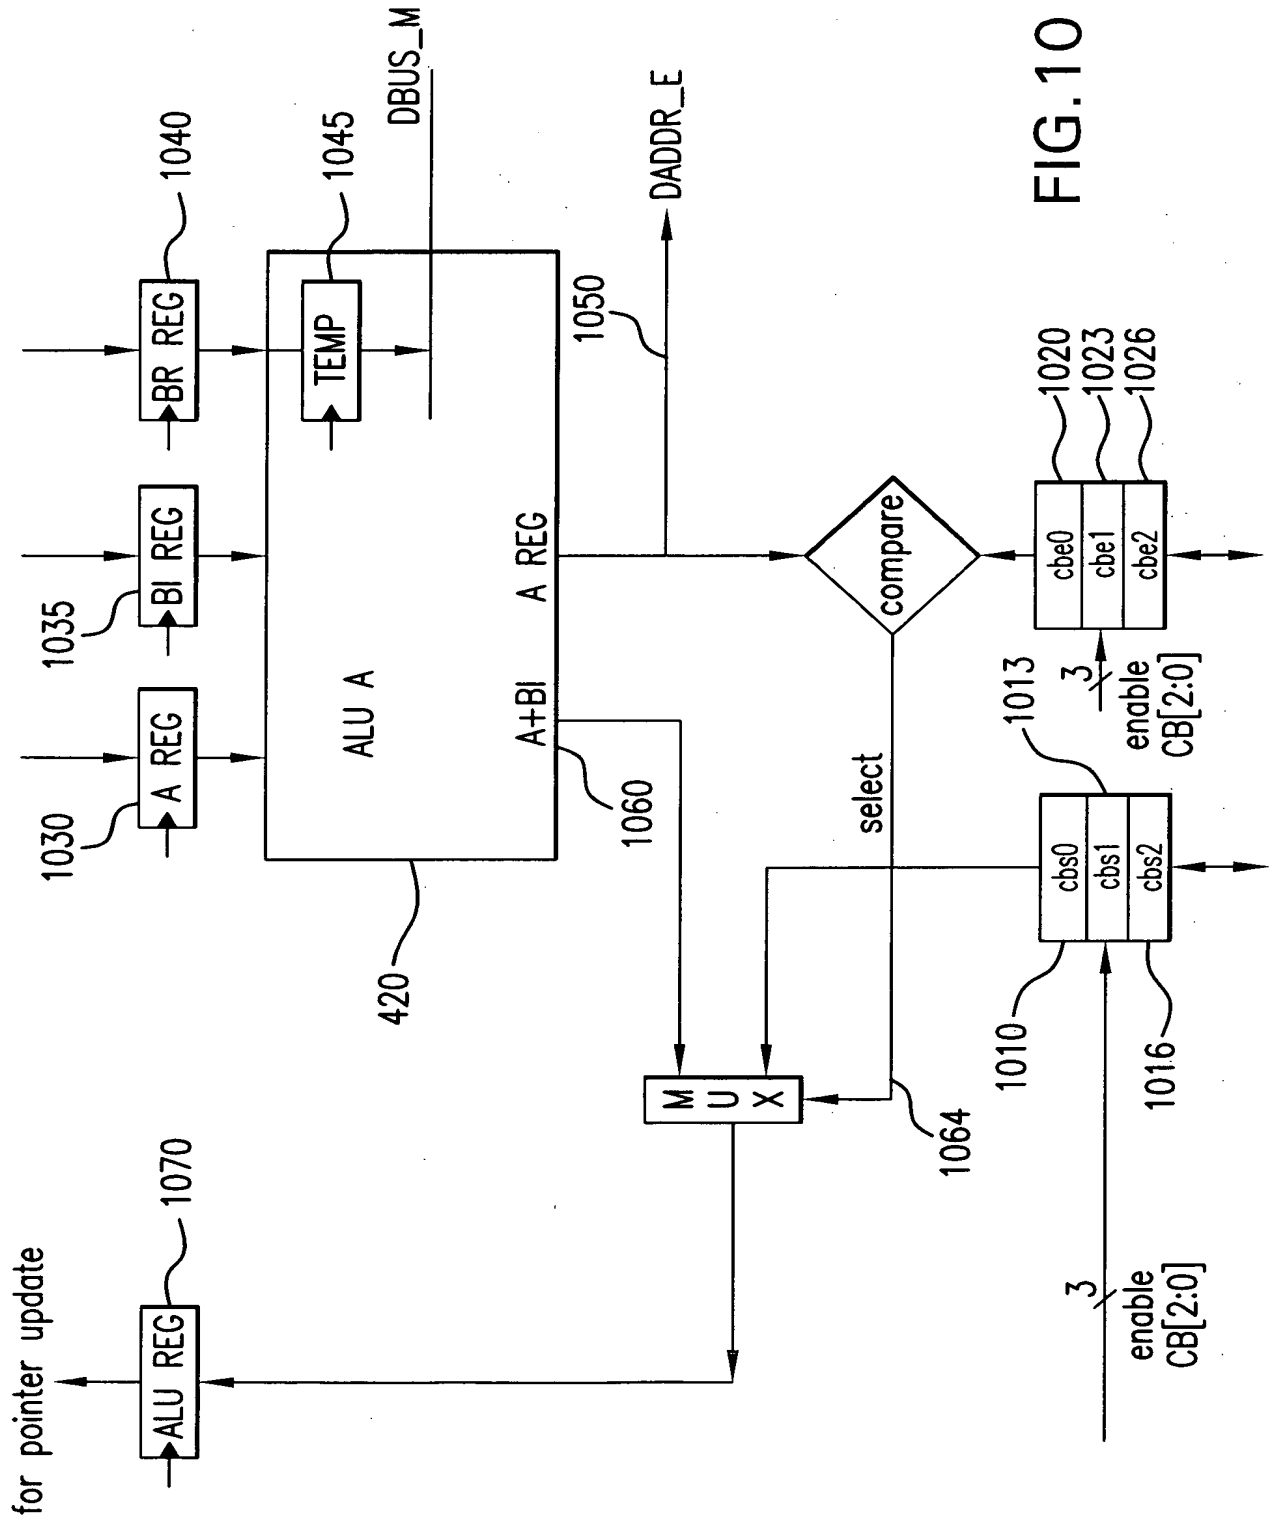 for pointer update
ALU REG
1070
1030
A REG
1035
BI REG
BR REG
1040
TEMP
1045
DBUS_M
ALU A
420
A+BI
A REG
1060
1050
DADDR_E
MUX
select
compare
1064
1010
1016
cbs0
cbs1
cbs2
1013
3
enable
CB[2:0]
3
enable
CB[2:0]
cbe0
cbe1
cbe2
1020
1023
1026
FIG.10